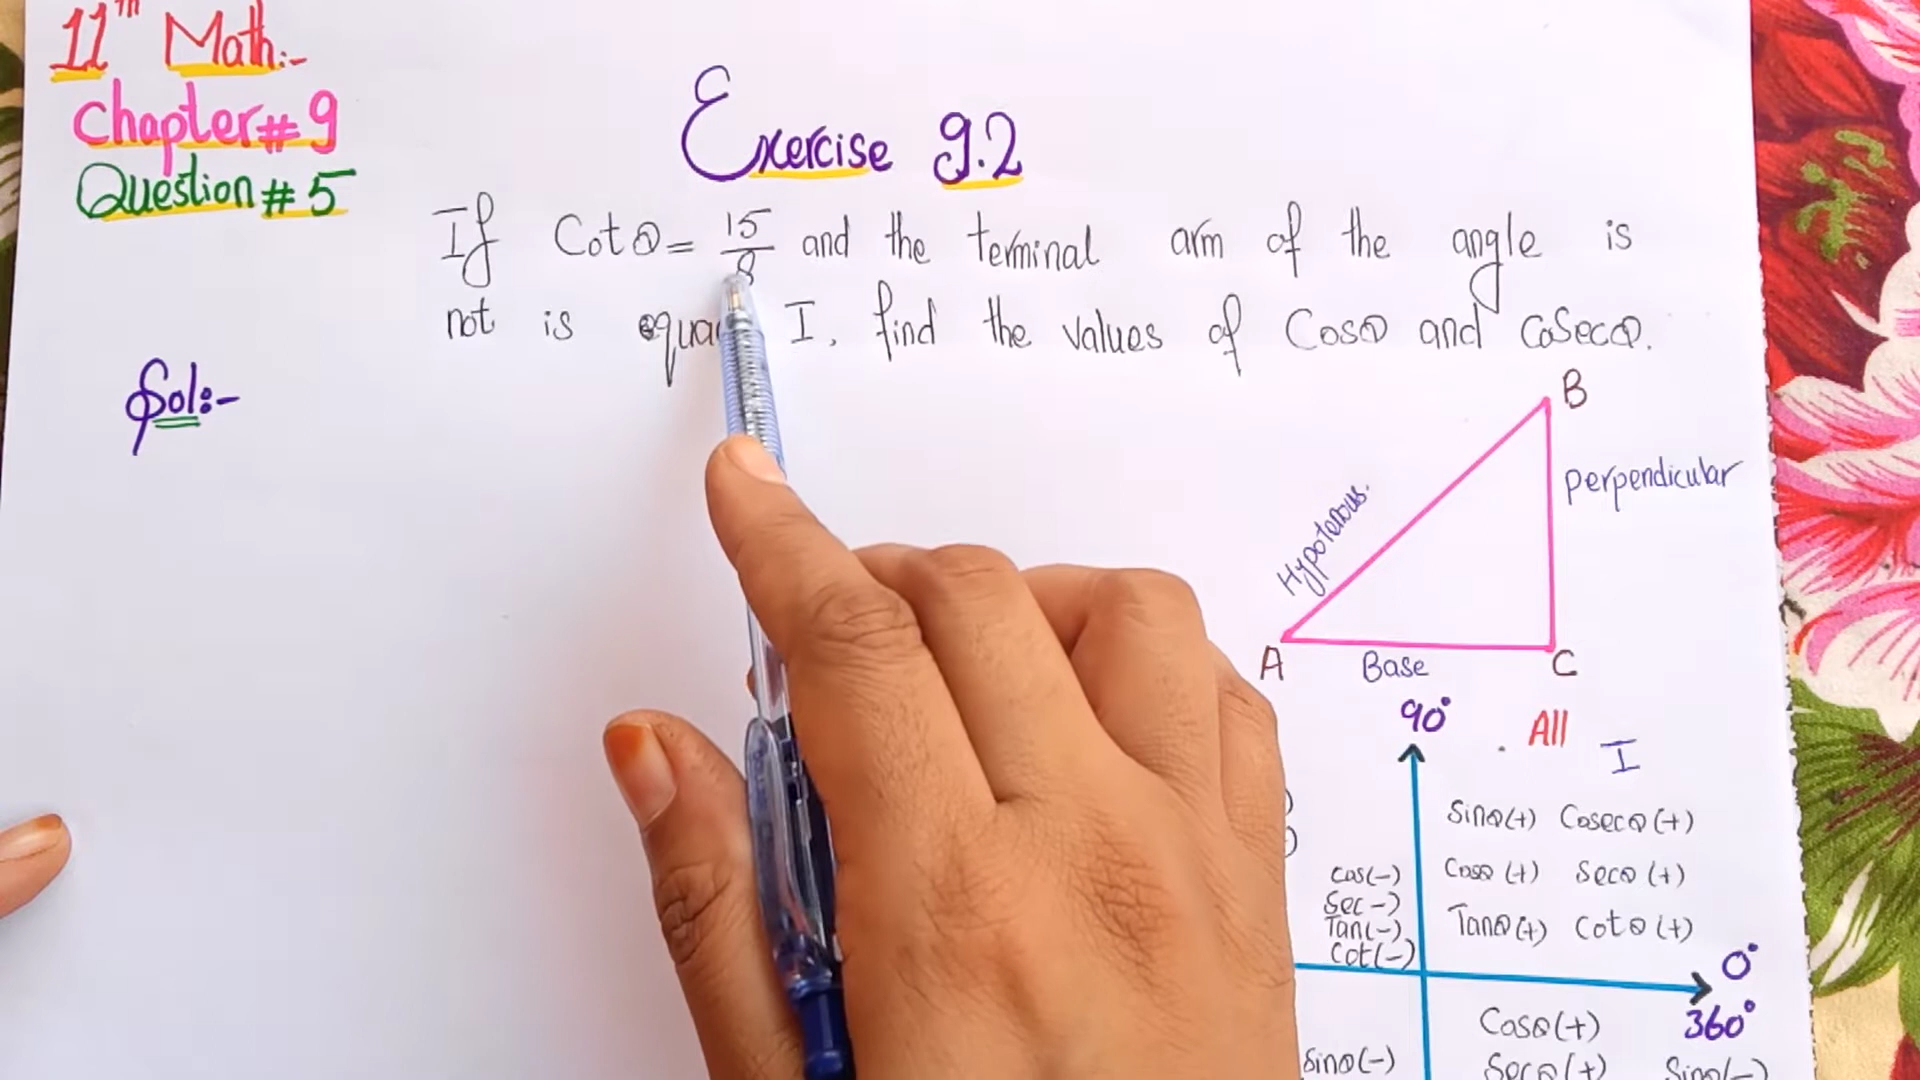 11th Math:-
Chapter # 9
Question # 5
Exercise 9.2
If Cotθ = 15/8 and the terminal arm of the angle is
not is I. find the values of Cosθ and CoSecθ.
Sol:-
B
Perpendicular
Hypotenous.
A Base C
90° All I
Sinθ(+) Cosecθ(+)
Cos(-) Cosθ(+) Secθ(+)
Sec-)
Tan(-) Tanθ(+) Cotθ(+)
Cot(-)
0°
360°
Cosθ(+)
Sinθ(-) Secθ(+) Sinθ(-)